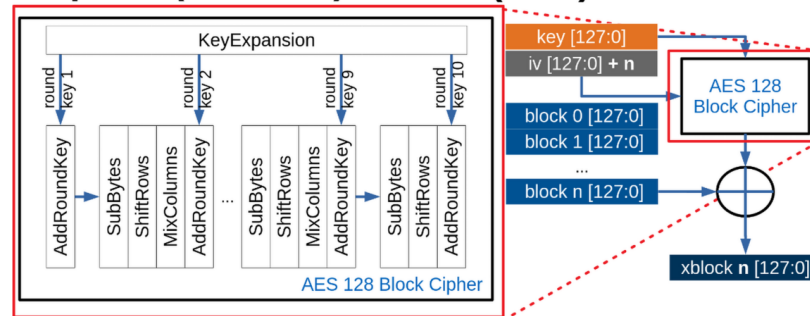 KeyExpansion
round key 1
round key 2
round key 9
round key 10
AddRoundKey
SubBytes
ShiftRows
MixColumns
AddRoundKey
...
SubBytes
ShiftRows
MixColumns
AddRoundKey
SubBytes
ShiftRows
AddRoundKey
AES 128 Block Cipher
key [127:0]
iv [127:0] + n
block 0 [127:0]
block 1 [127:0]
...
block n [127:0]
AES 128
Block Cipher
xblock n [127:0]